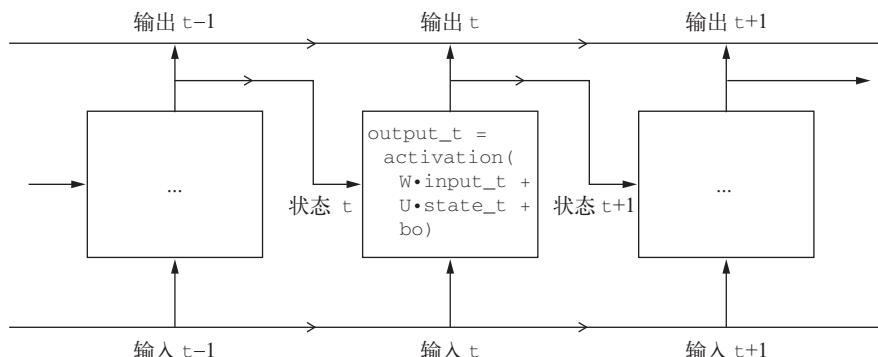 输出 t−1
输出 t
输出 t+1
...
output_t =
activation(
W•input_t +
U•state_t +
bo)
...
状态 t
状态 t+1
输入 t−1
输入 t
输入 t+1